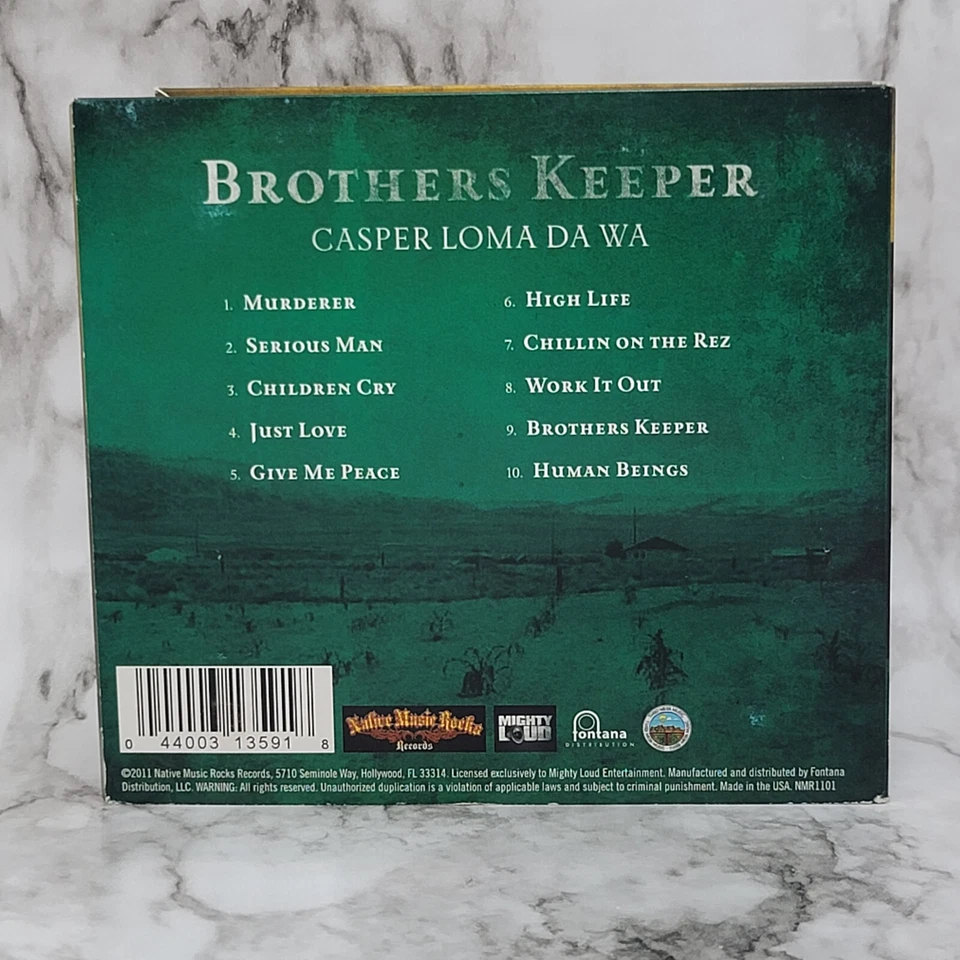 BROTHERS KEEPER
CASPER LOMA DA WA
1. MURDERER
2. SERIOUS MAN
3. CHILDREN CRY
4. JUST LOVE
5. GIVE ME PEACE
6. HIGH LIFE
7. CHILLIN ON THE REZ
8. WORK IT OUT
9. BROTHERS KEEPER
10. HUMAN BEINGS
0 44003 13591 8
Native Music Rocks
Records
MIGHTY
LOUD
fontana
DISTRIBUTION
©2011 Native Music Rocks Records, 5710 Seminole Way, Hollywood, FL 33314. Licensed exclusively to Mighty Loud Entertainment. Manufactured and distributed by Fontana
Distribution, LLC. WARNING: All rights reserved. Unauthorized duplication is a violation of applicable laws and subject to criminal punishment. Made in the USA. NMR1101